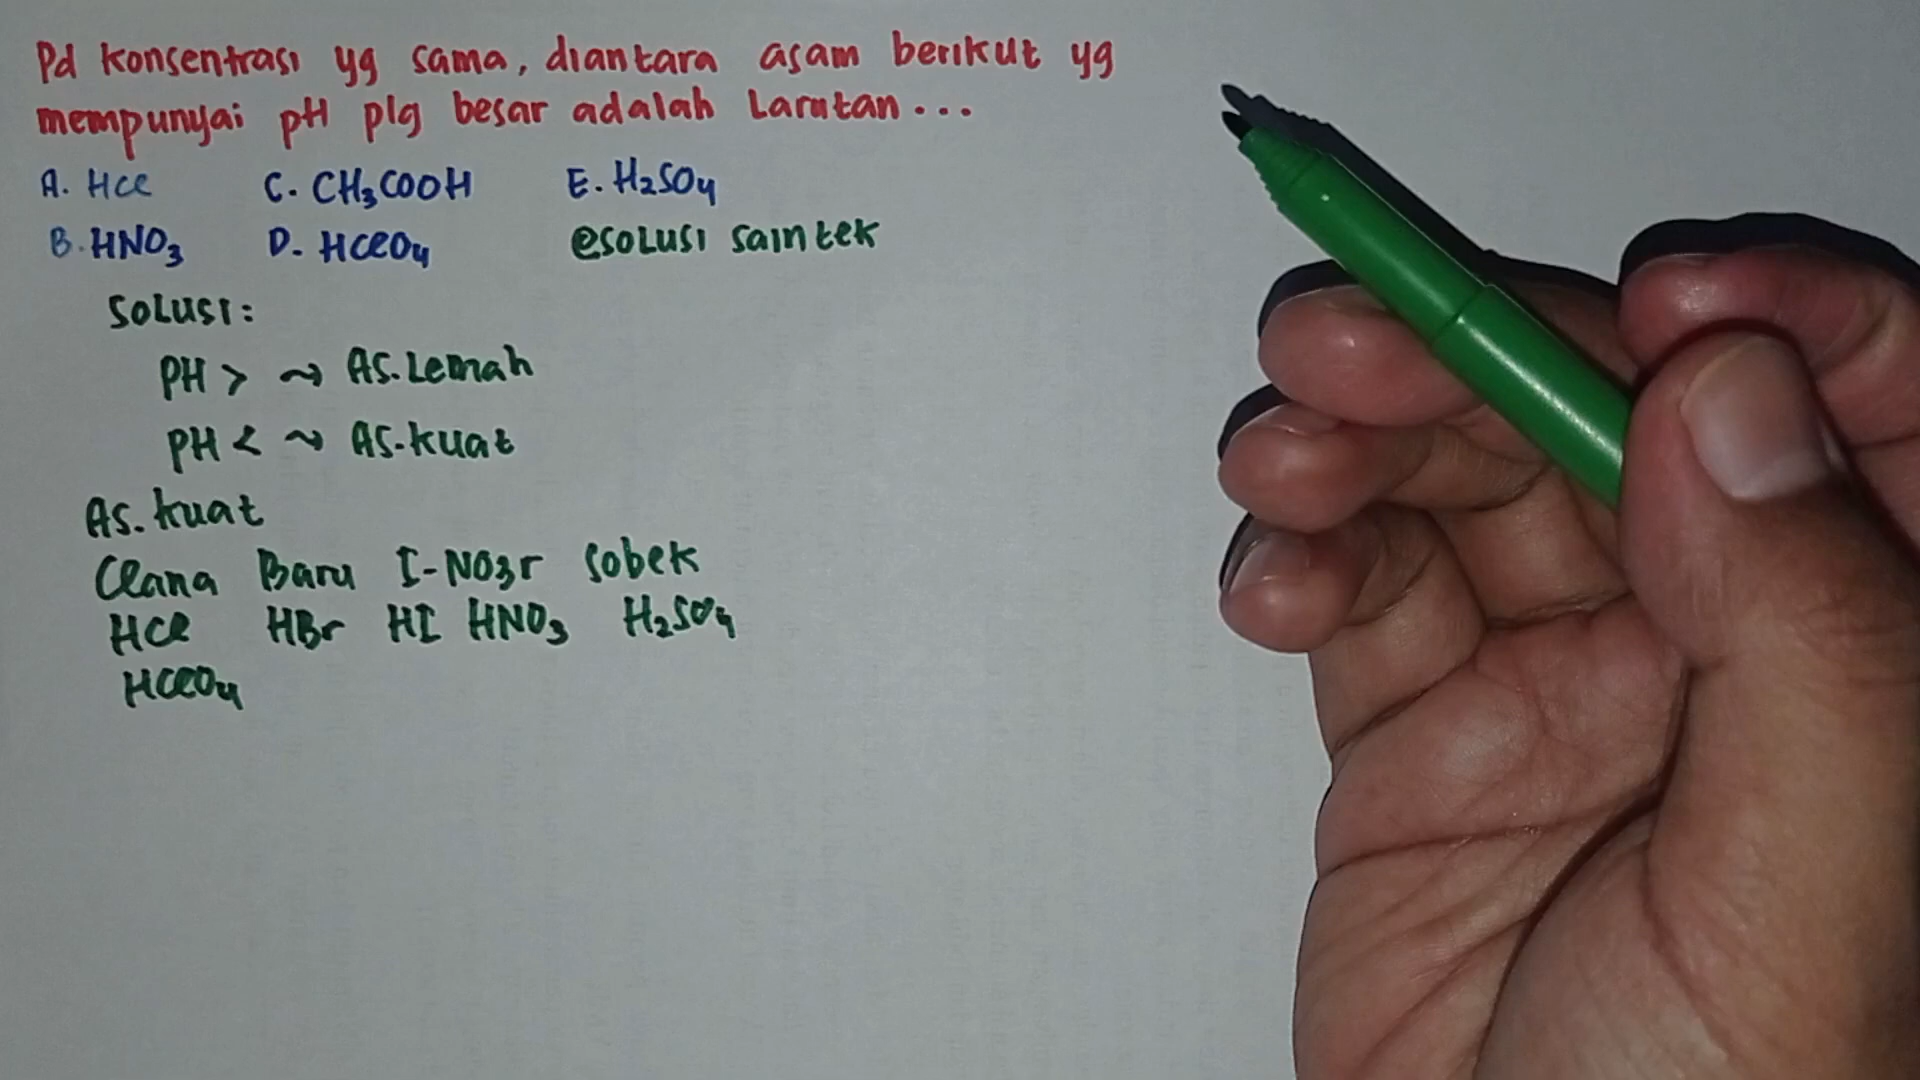 Pd konsentrasi yg sama, diantara asam berikut yg
mempunyai pH plg besar adalah Larutan...
A. HCl C. CH₃COOH E. H₂SO₄
B. HNO₃ D. HClO₄ @SOLUSI Saintek
SOLUSI:
PH > ⤳ AS. Lemah
PH < ⤳ AS. kuat
AS. kuat
Clana Baru I-NO3r Sobek
HCl HBr HI HNO₃ H₂SO₄
HClO₄